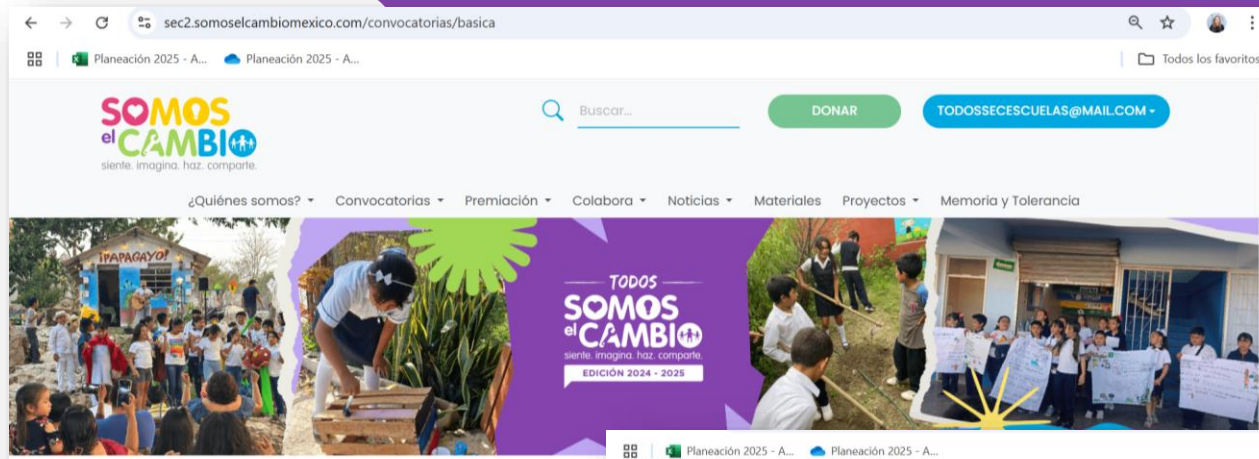 sec2.somoselcambiomexico.com/convocatorias/basica
Planeación 2025 - A... Planeación 2025 - A... Todos los favoritos
SOMOS
el CAMBIO
siente. imagina. haz. comparte.
Buscar...
DONAR
TODOSSECESCUELAS@MAIL.COM
¿Quiénes somos? Convocatorias Premiación Colabora Noticias Materiales Proyectos Memoria y Tolerancia
¡PAPAGAYO!
TODOS
SOMOS
el CAMBIO
siente. imagina. haz. comparte.
EDICIÓN 2024 - 2025
Planeación 2025 - A... Planeación 2025 - A...